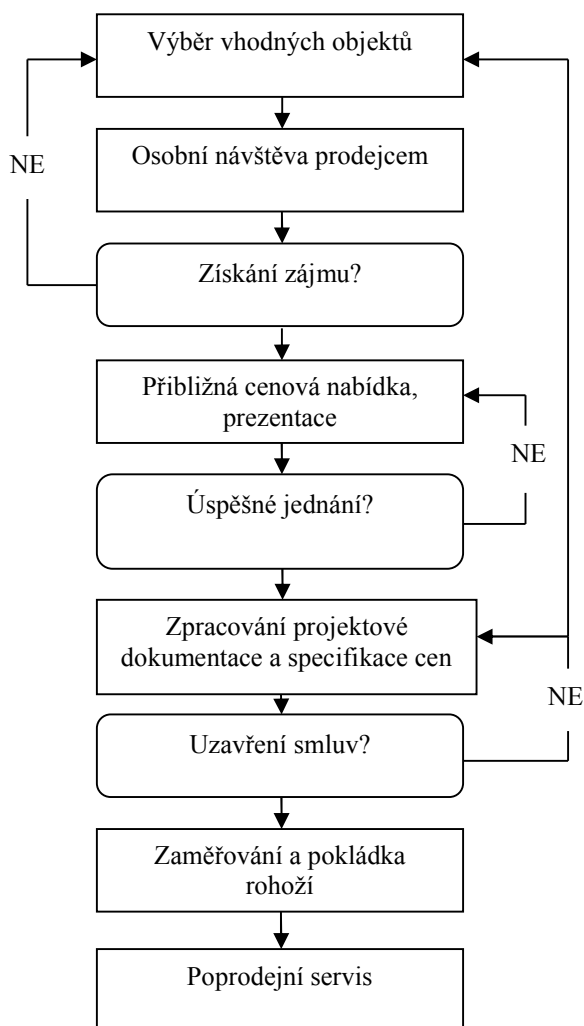 Výběr vhodných objektů
Osobní návštěva prodejcem
NE
Získání zájmu?
Přibližná cenová nabídka,
prezentace
NE
Úspěšné jednání?
Zpracování projektové
dokumentace a specifikace cen
NE
Uzavření smluv?
Zaměřování a pokládka
rohoží
Poprodejní servis